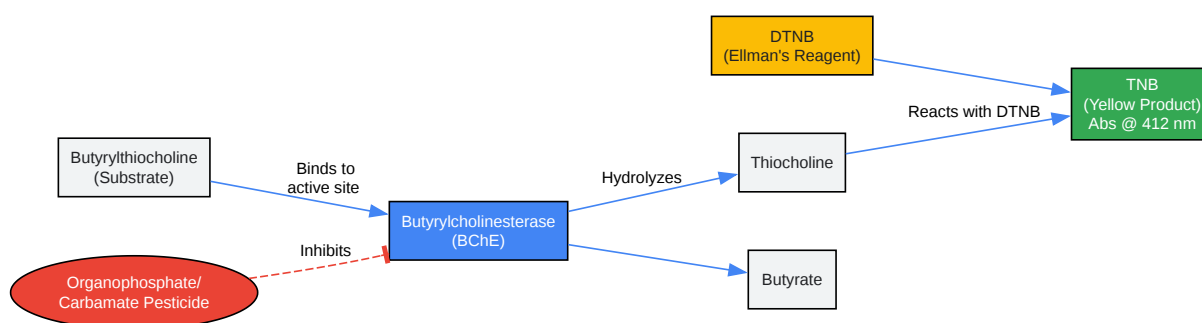 DTNB
(Ellman's Reagent)
TNB
(Yellow Product)
Abs @ 412 nm
Reacts with DTNB
Butyrylthiocholine
(Substrate)
Binds to
active site
Hydrolyzes
Thiocholine
Butyrylcholinesterase
(BChE)
Inhibits
Organophosphate/
Carbamate Pesticide
Butyrate